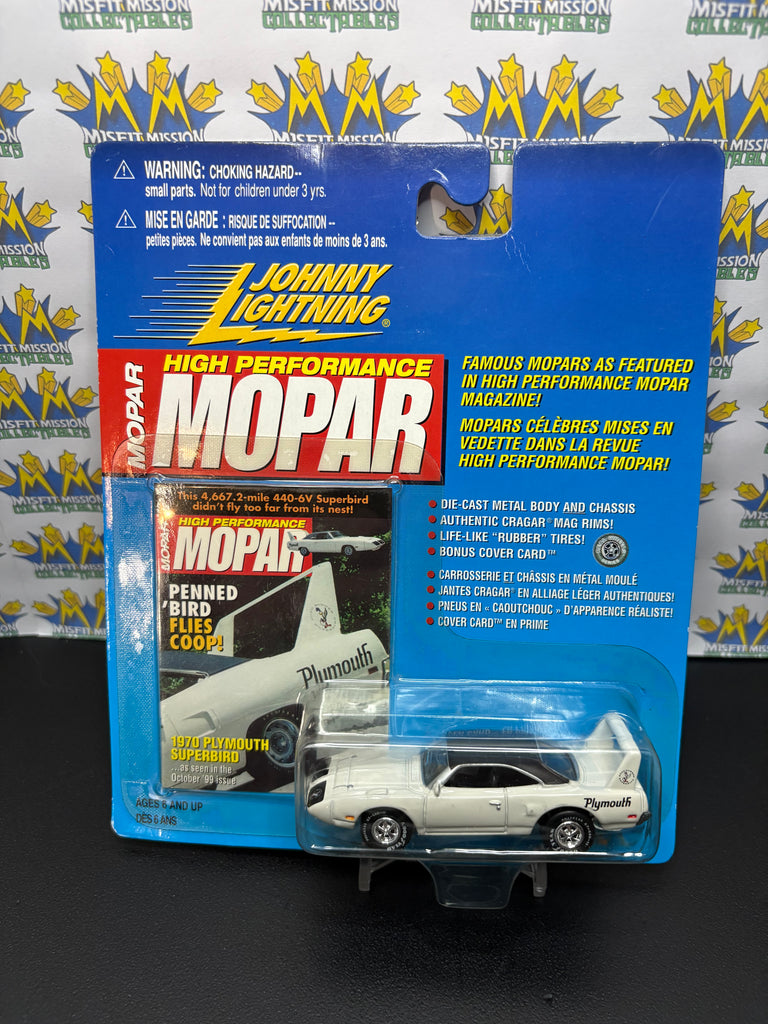 MISFIT MISSION
COLLECTABLES
⚠ WARNING: CHOKING HAZARD--
small parts. Not for children under 3 yrs.
⚠ MISE EN GARDE : RISQUE DE SUFFOCATION --
petites pièces. Ne convient pas aux enfants de moins de 3 ans.
JOHNNY
LIGHTNING®
MOPAR
HIGH PERFORMANCE
MOPAR
FAMOUS MOPARS AS FEATURED
IN HIGH PERFORMANCE MOPAR
MAGAZINE!
MOPARS CÉLÈBRES MISES EN
VEDETTE DANS LA REVUE
HIGH PERFORMANCE MOPAR!
This 4,667.2-mile 440-6V Superbird
didn't fly too far from its nest!
HIGH PERFORMANCE
MOPAR
MOPAR
PENNED
'BIRD
FLIES
COOP!
Plymouth
1970 PLYMOUTH
SUPERBIRD
...as seen in the
October '99 issue
• DIE-CAST METAL BODY AND CHASSIS
• AUTHENTIC CRAGAR® MAG RIMS!
• LIFE-LIKE "RUBBER" TIRES!
• BONUS COVER CARD™
• CARROSSERIE ET CHÂSSIS EN MÉTAL MOULÉ
• JANTES CRAGAR® EN ALLIAGE LÉGER AUTHENTIQUES!
• PNEUS EN « CAOUTCHOUC » D'APPARENCE RÉALISTE!
• COVER CARD™ EN PRIME
Plymouth
AGES 6 AND UP
DÈS 6 ANS